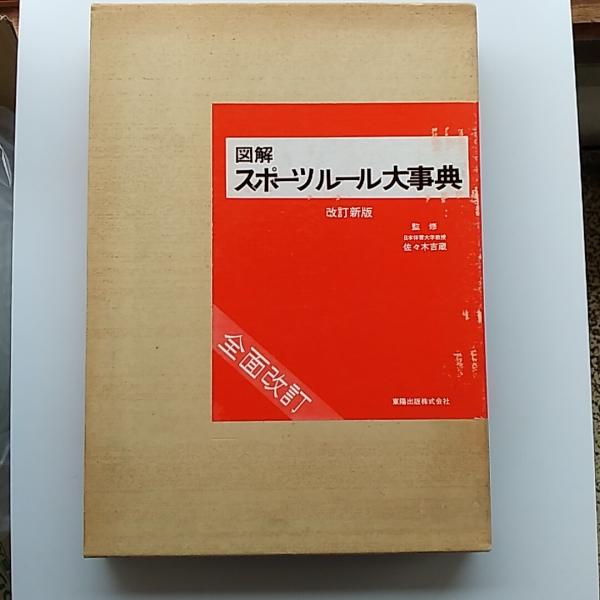 図解
スポーツルール大事典
改訂新版
監修
日本体育大学教授
佐々木吉蔵
全面改訂
東陽出版株式会社